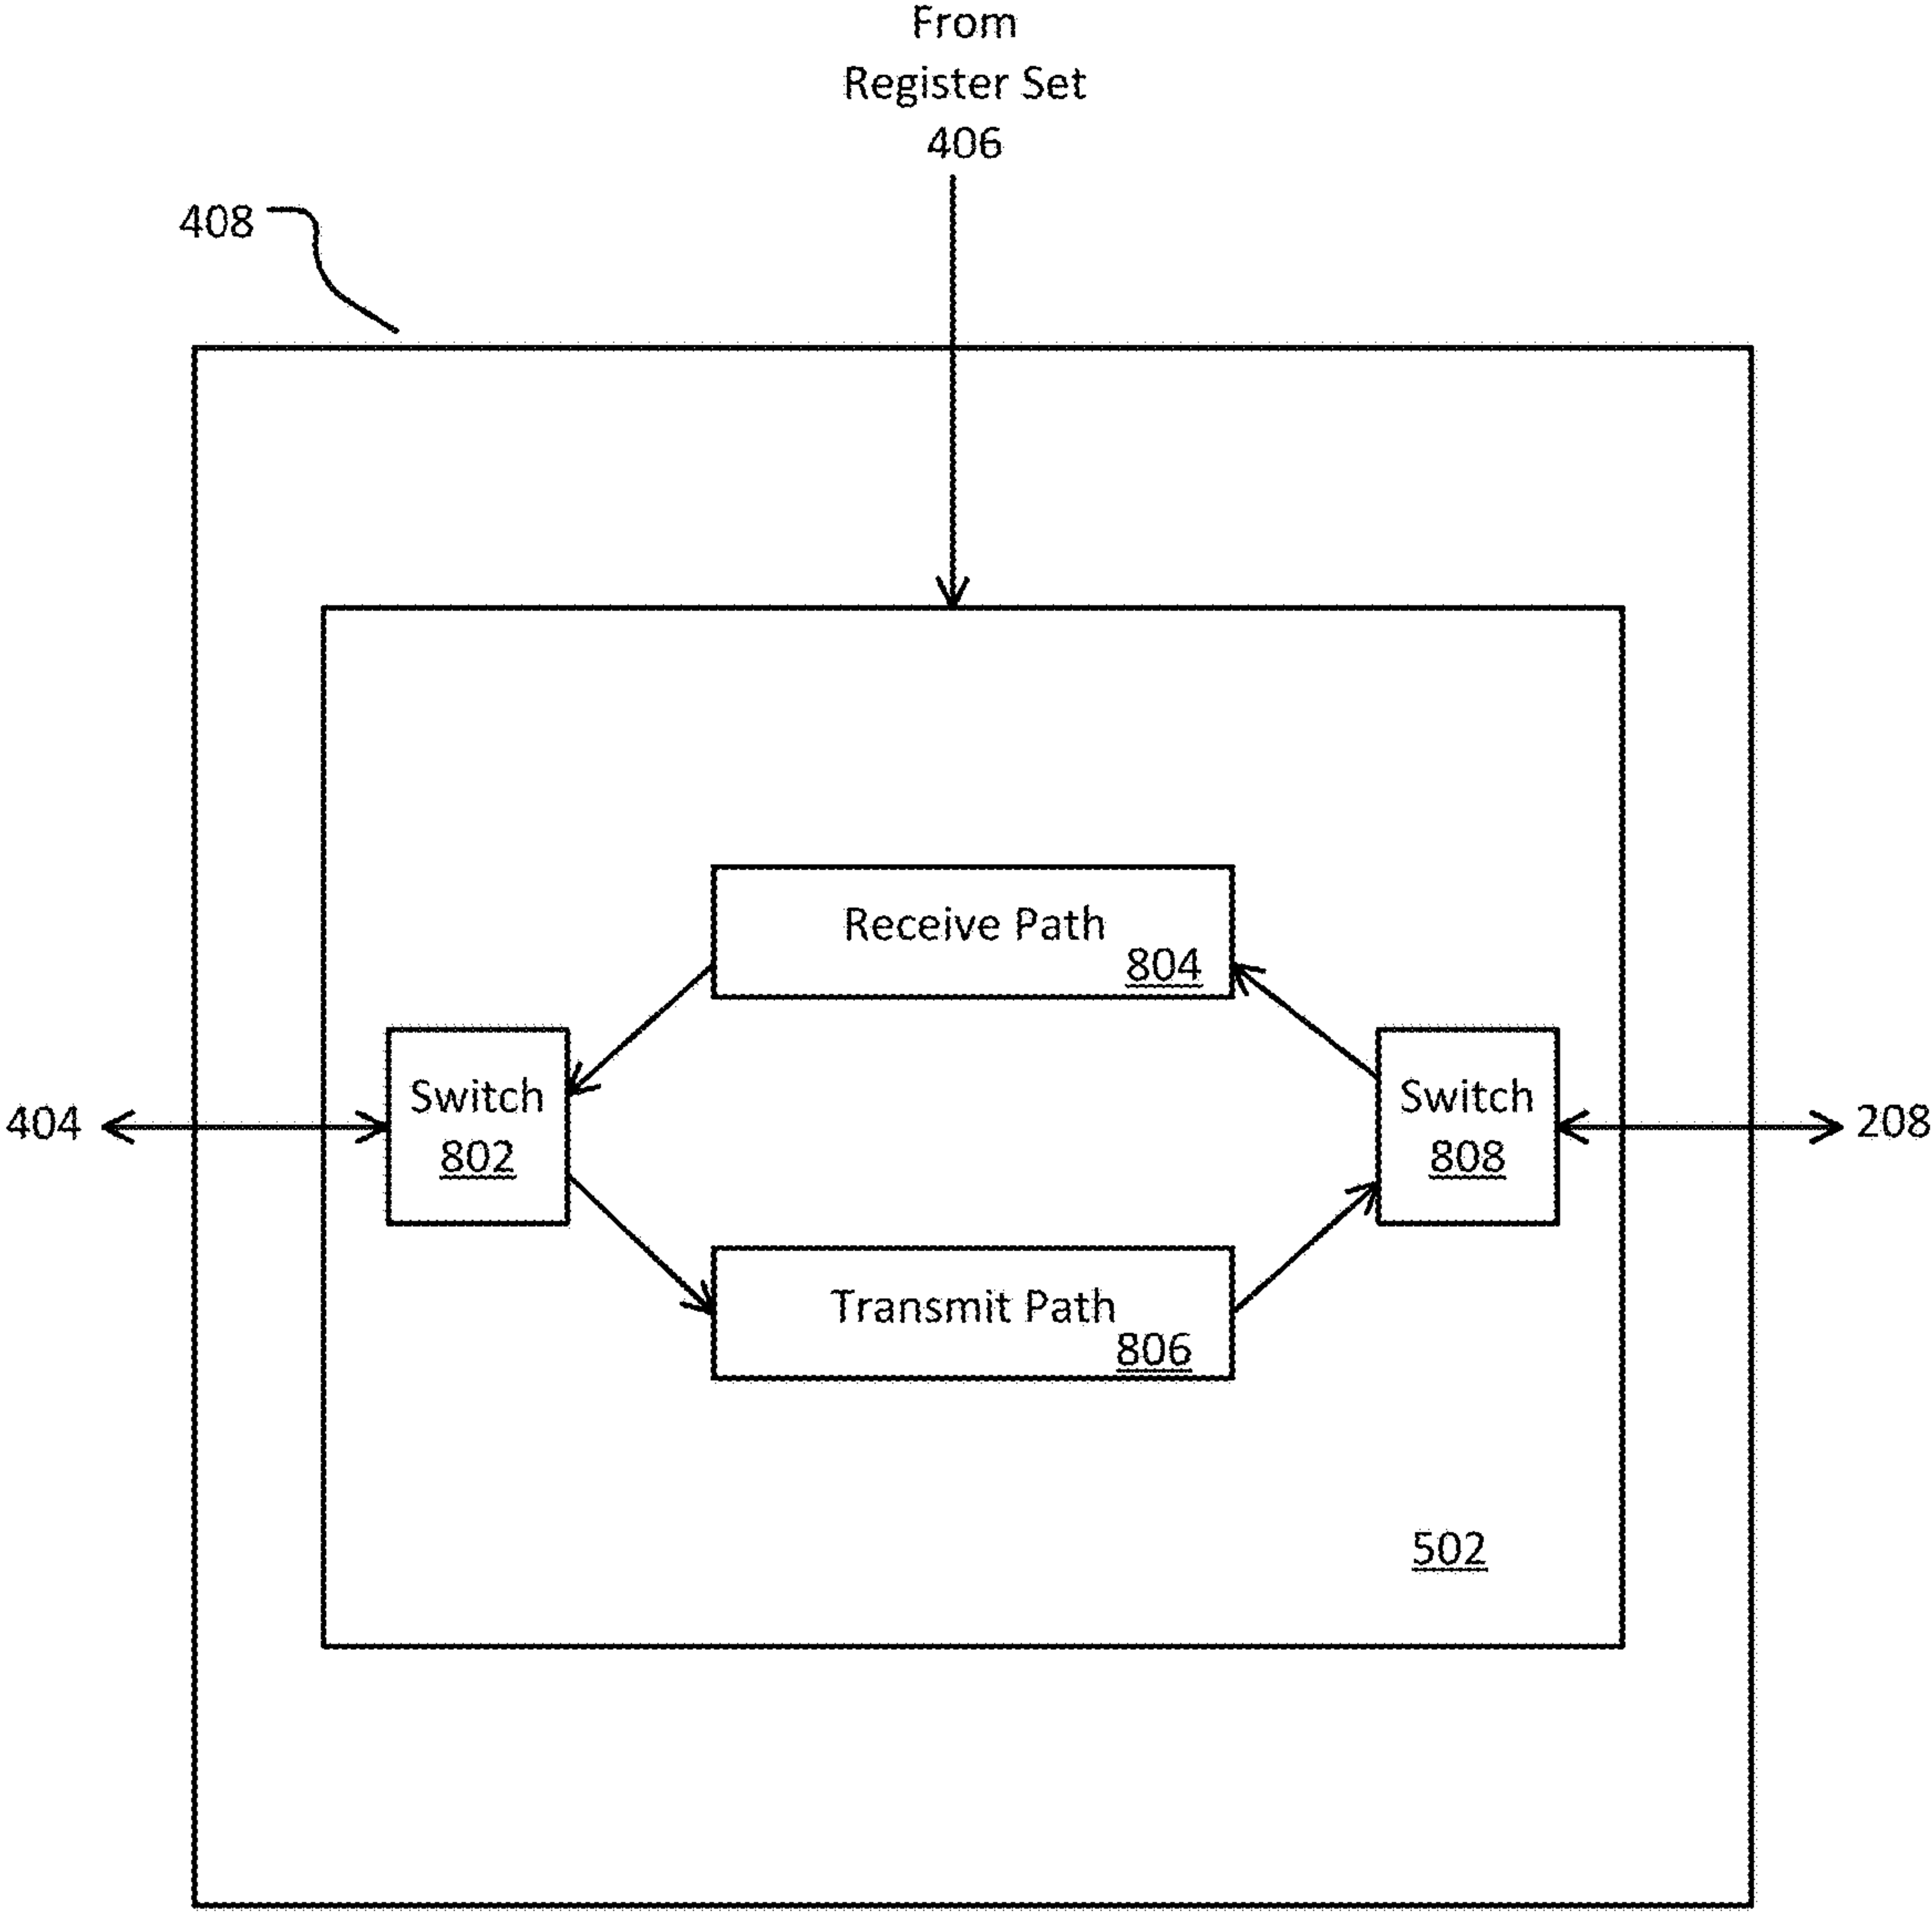 From
Register Set
406
408
Receive Path
804
Switch
802
Switch
808
404
208
Transmit Path
806
502